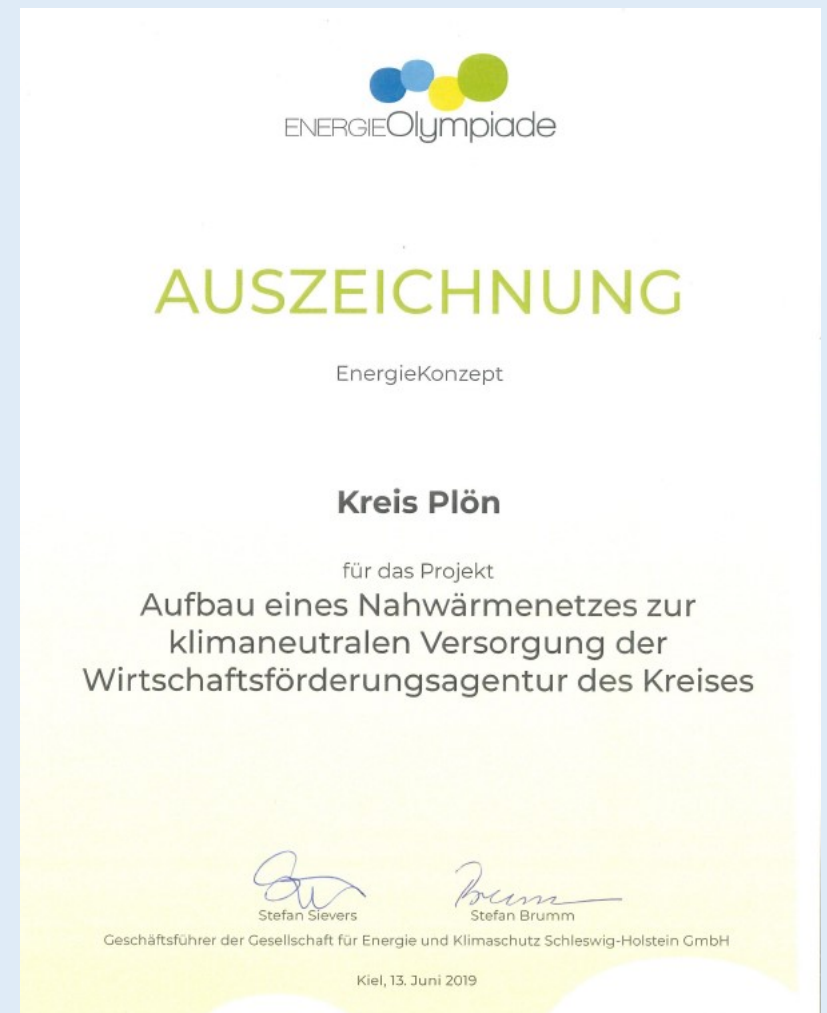 ENERGIEOlympiade
AUSZEICHNUNG
EnergieKonzept
Kreis Plön
für das Projekt
Aufbau eines Nahwärmenetzes zur
klimaneutralen Versorgung der
Wirtschaftsförderungsagentur des Kreises
Stefan Sievers Stefan Brumm
Geschäftsführer der Gesellschaft für Energie und Klimaschutz Schleswig-Holstein GmbH
Kiel, 13. Juni 2019